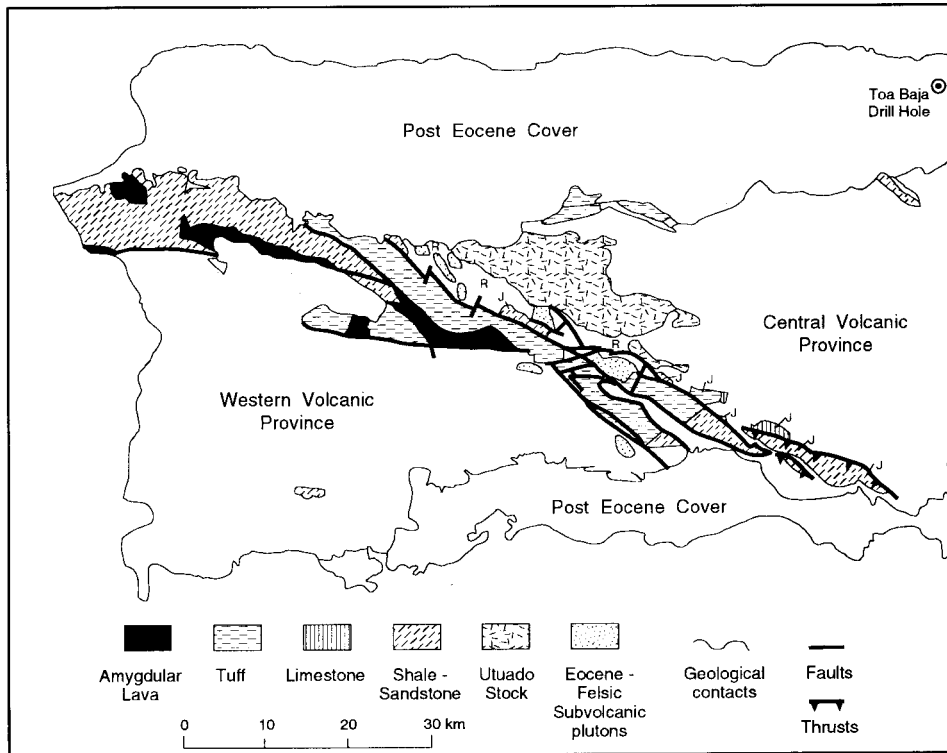 Toa Baja
Drill Hole
Post Eocene Cover
R
J
R
Central Volcanic
Province
J
J
Western Volcanic
Province
J
J
J
J
Post Eocene Cover
Amygdular
Lava
Tuff
Limestone
Shale -
Sandstone
Utuado
Stock
Eocene -
Felsic
Subvolcanic
plutons
Geological
contacts
Faults
Thrusts
0 10 20 30 km